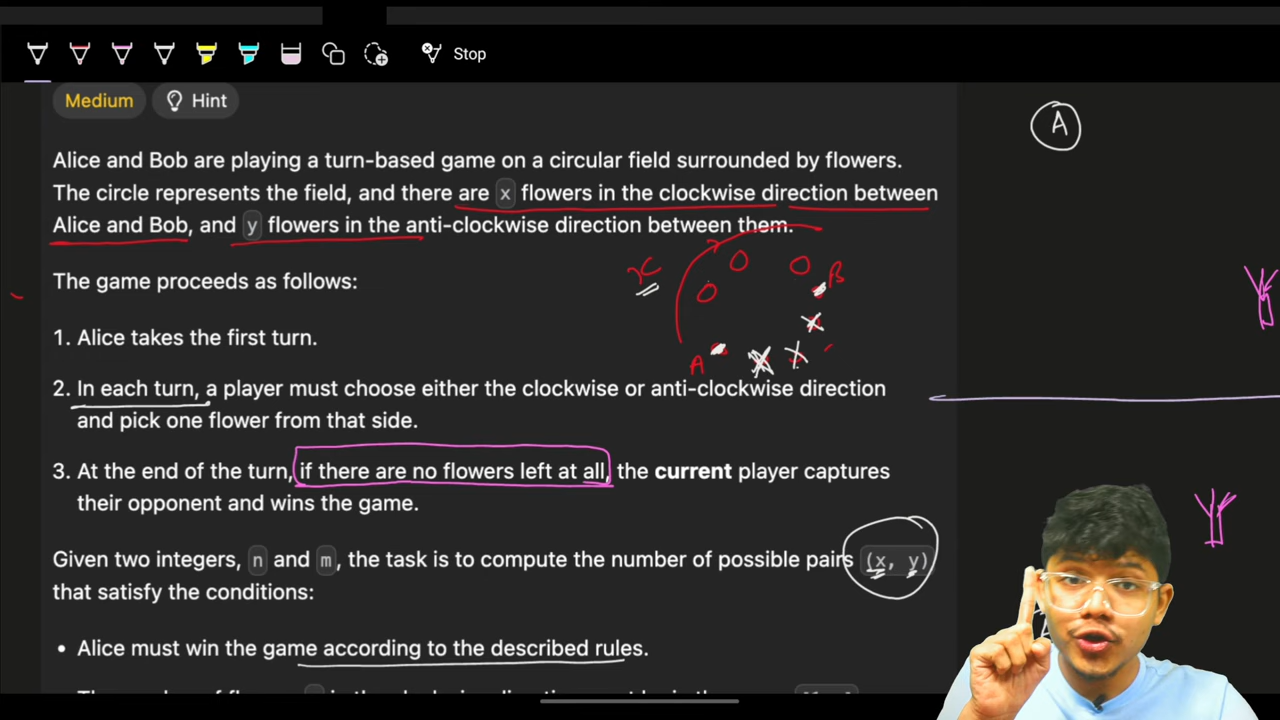 Stop
Medium
Hint
A
Alice and Bob are playing a turn-based game on a circular field surrounded by flowers.
The circle represents the field, and there are x flowers in the clockwise direction between
Alice and Bob, and y flowers in the anti-clockwise direction between them.
The game proceeds as follows:
x
B
A
1. Alice takes the first turn.
2. In each turn, a player must choose either the clockwise or anti-clockwise direction
and pick one flower from that side.
3. At the end of the turn, if there are no flowers left at all, the current player captures
their opponent and wins the game.
Given two integers, n and m, the task is to compute the number of possible pairs (x, y)
that satisfy the conditions:
• Alice must win the game according to the described rules.